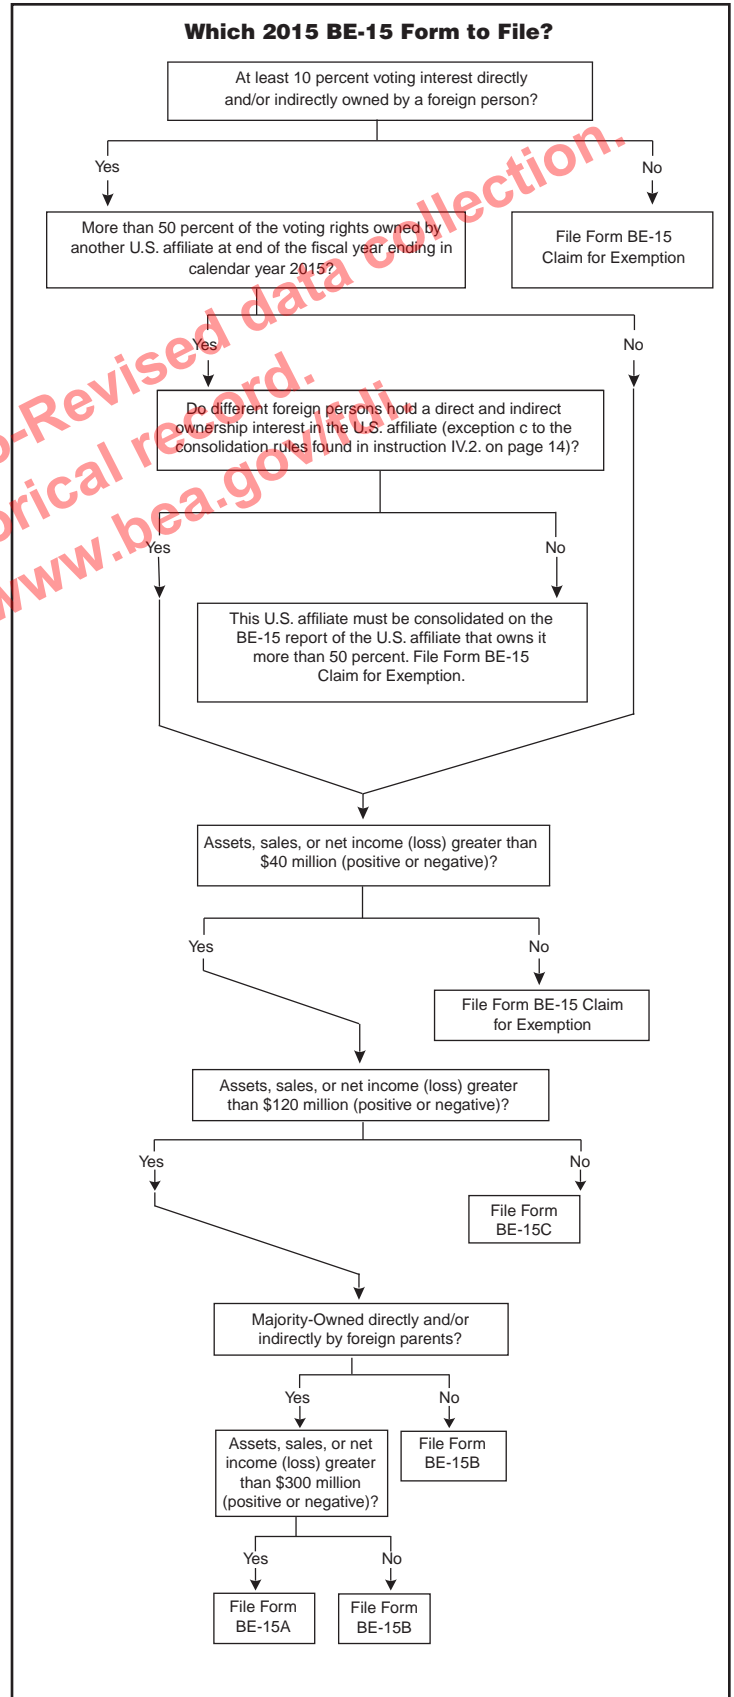 Which 2015 BE-15 Form to File?
At least 10 percent voting interest directly
and/or indirectly owned by a foreign person?
Yes
No
More than 50 percent of the voting rights owned by
another U.S. affiliate at end of the fiscal year ending in
calendar year 2015?
File Form BE-15
Claim for Exemption
Yes
No
Do different foreign persons hold a direct and indirect
ownership interest in the U.S. affiliate (exception c to the
consolidation rules found in instruction IV.2. on page 14)?
Yes
No
This U.S. affiliate must be consolidated on the
BE-15 report of the U.S. affiliate that owns it
more than 50 percent. File Form BE-15
Claim for Exemption.
Assets, sales, or net income (loss) greater than
$40 million (positive or negative)?
Yes
No
File Form BE-15 Claim
for Exemption
Assets, sales, or net income (loss) greater
than $120 million (positive or negative)?
Yes
No
File Form
BE-15C
Majority-Owned directly and/or
indirectly by foreign parents?
Yes
No
Assets, sales, or net
income (loss) greater
than $300 million
(positive or negative)?
File Form
BE-15B
Yes
No
File Form
BE-15A
File Form
BE-15B
-Revised data collection.
orical record.
www.bea.gov/fdi.